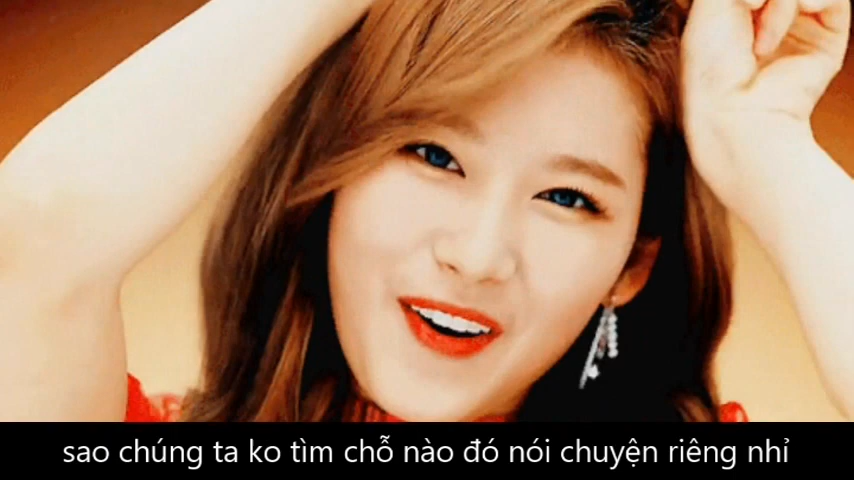 sao chúng ta ko tìm chỗ nào đó nói chuyện riêng nhỉ